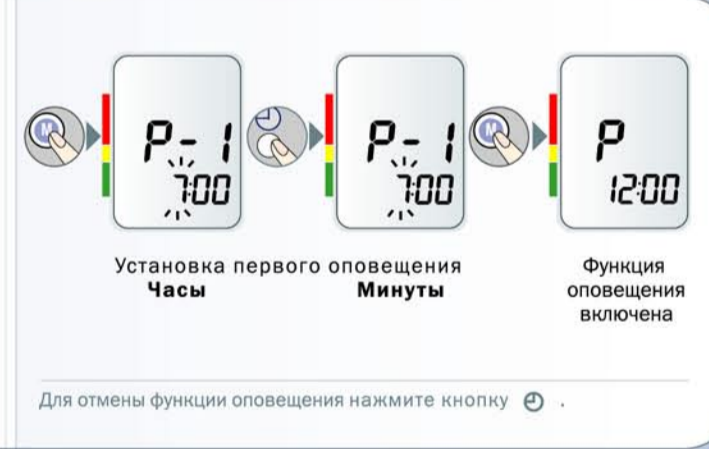 M
P-1
7:00
P-1
7:00
M
P
12:00
Установка первого оповещения
Часы
Минуты
Функция
оповещения
включена
Для отмены функции оповещения нажмите кнопку .